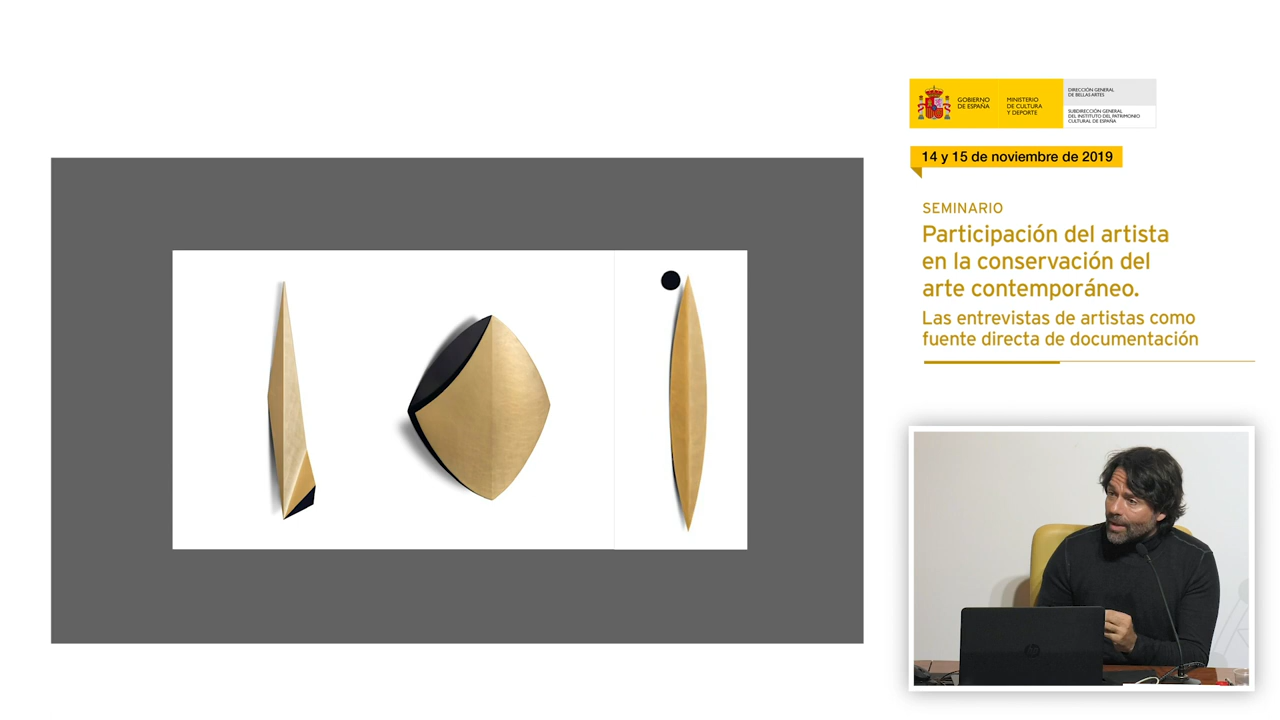 GOBIERNO
DE ESPAÑA
MINISTERIO
DE CULTURA
Y DEPORTE
DIRECCIÓN GENERAL
DE BELLAS ARTES
SUBDIRECCIÓN GENERAL
DEL INSTITUTO DEL PATRIMONIO
CULTURAL DE ESPAÑA
14 y 15 de noviembre de 2019
SEMINARIO
Participación del artista
en la conservación del
arte contemporáneo.
Las entrevistas de artistas como
fuente directa de documentación
hp